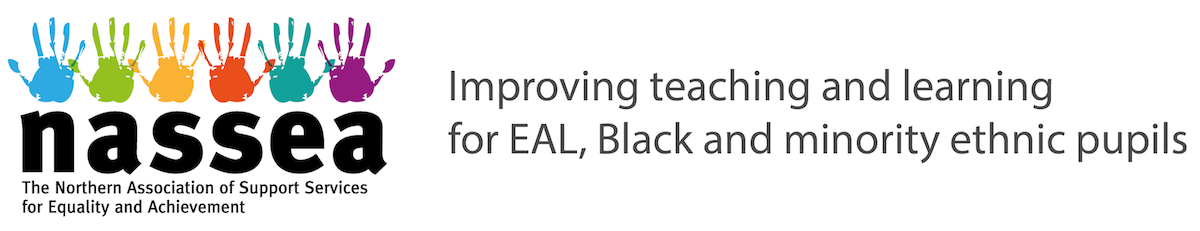 nassea
The Northern Association of Support Services
for Equality and Achievement
Improving teaching and learning
for EAL, Black and minority ethnic pupils